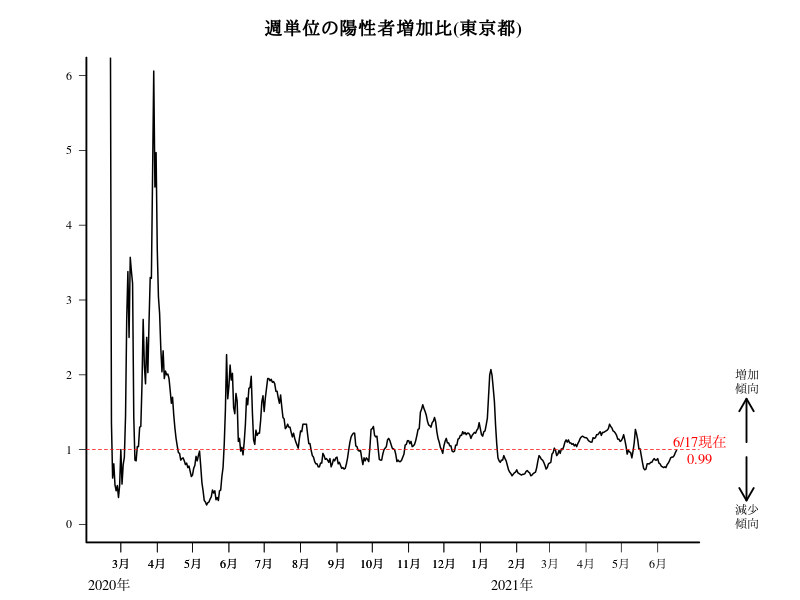 週単位の陽性者増加比(東京都)
6
5
4
3
2
1
0
増加
傾向
6/17現在
0.99
減少
傾向
3月 4月 5月 6月 7月 8月 9月 10月 11月 12月 1月 2月 3月 4月 5月 6月
2020年 2021年